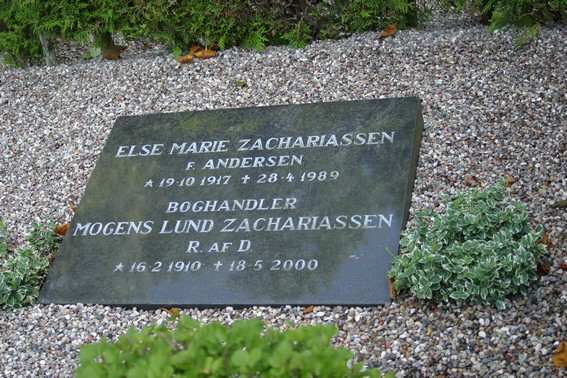 ELSE MARIE ZACHARIASSEN
F. ANDERSEN
* 19·10 1917 + 28·4 1989
BOGHANDLER
MOGENS LUND ZACHARIASSEN
R. AF D.
* 16·2 1910 + 18·5 2000